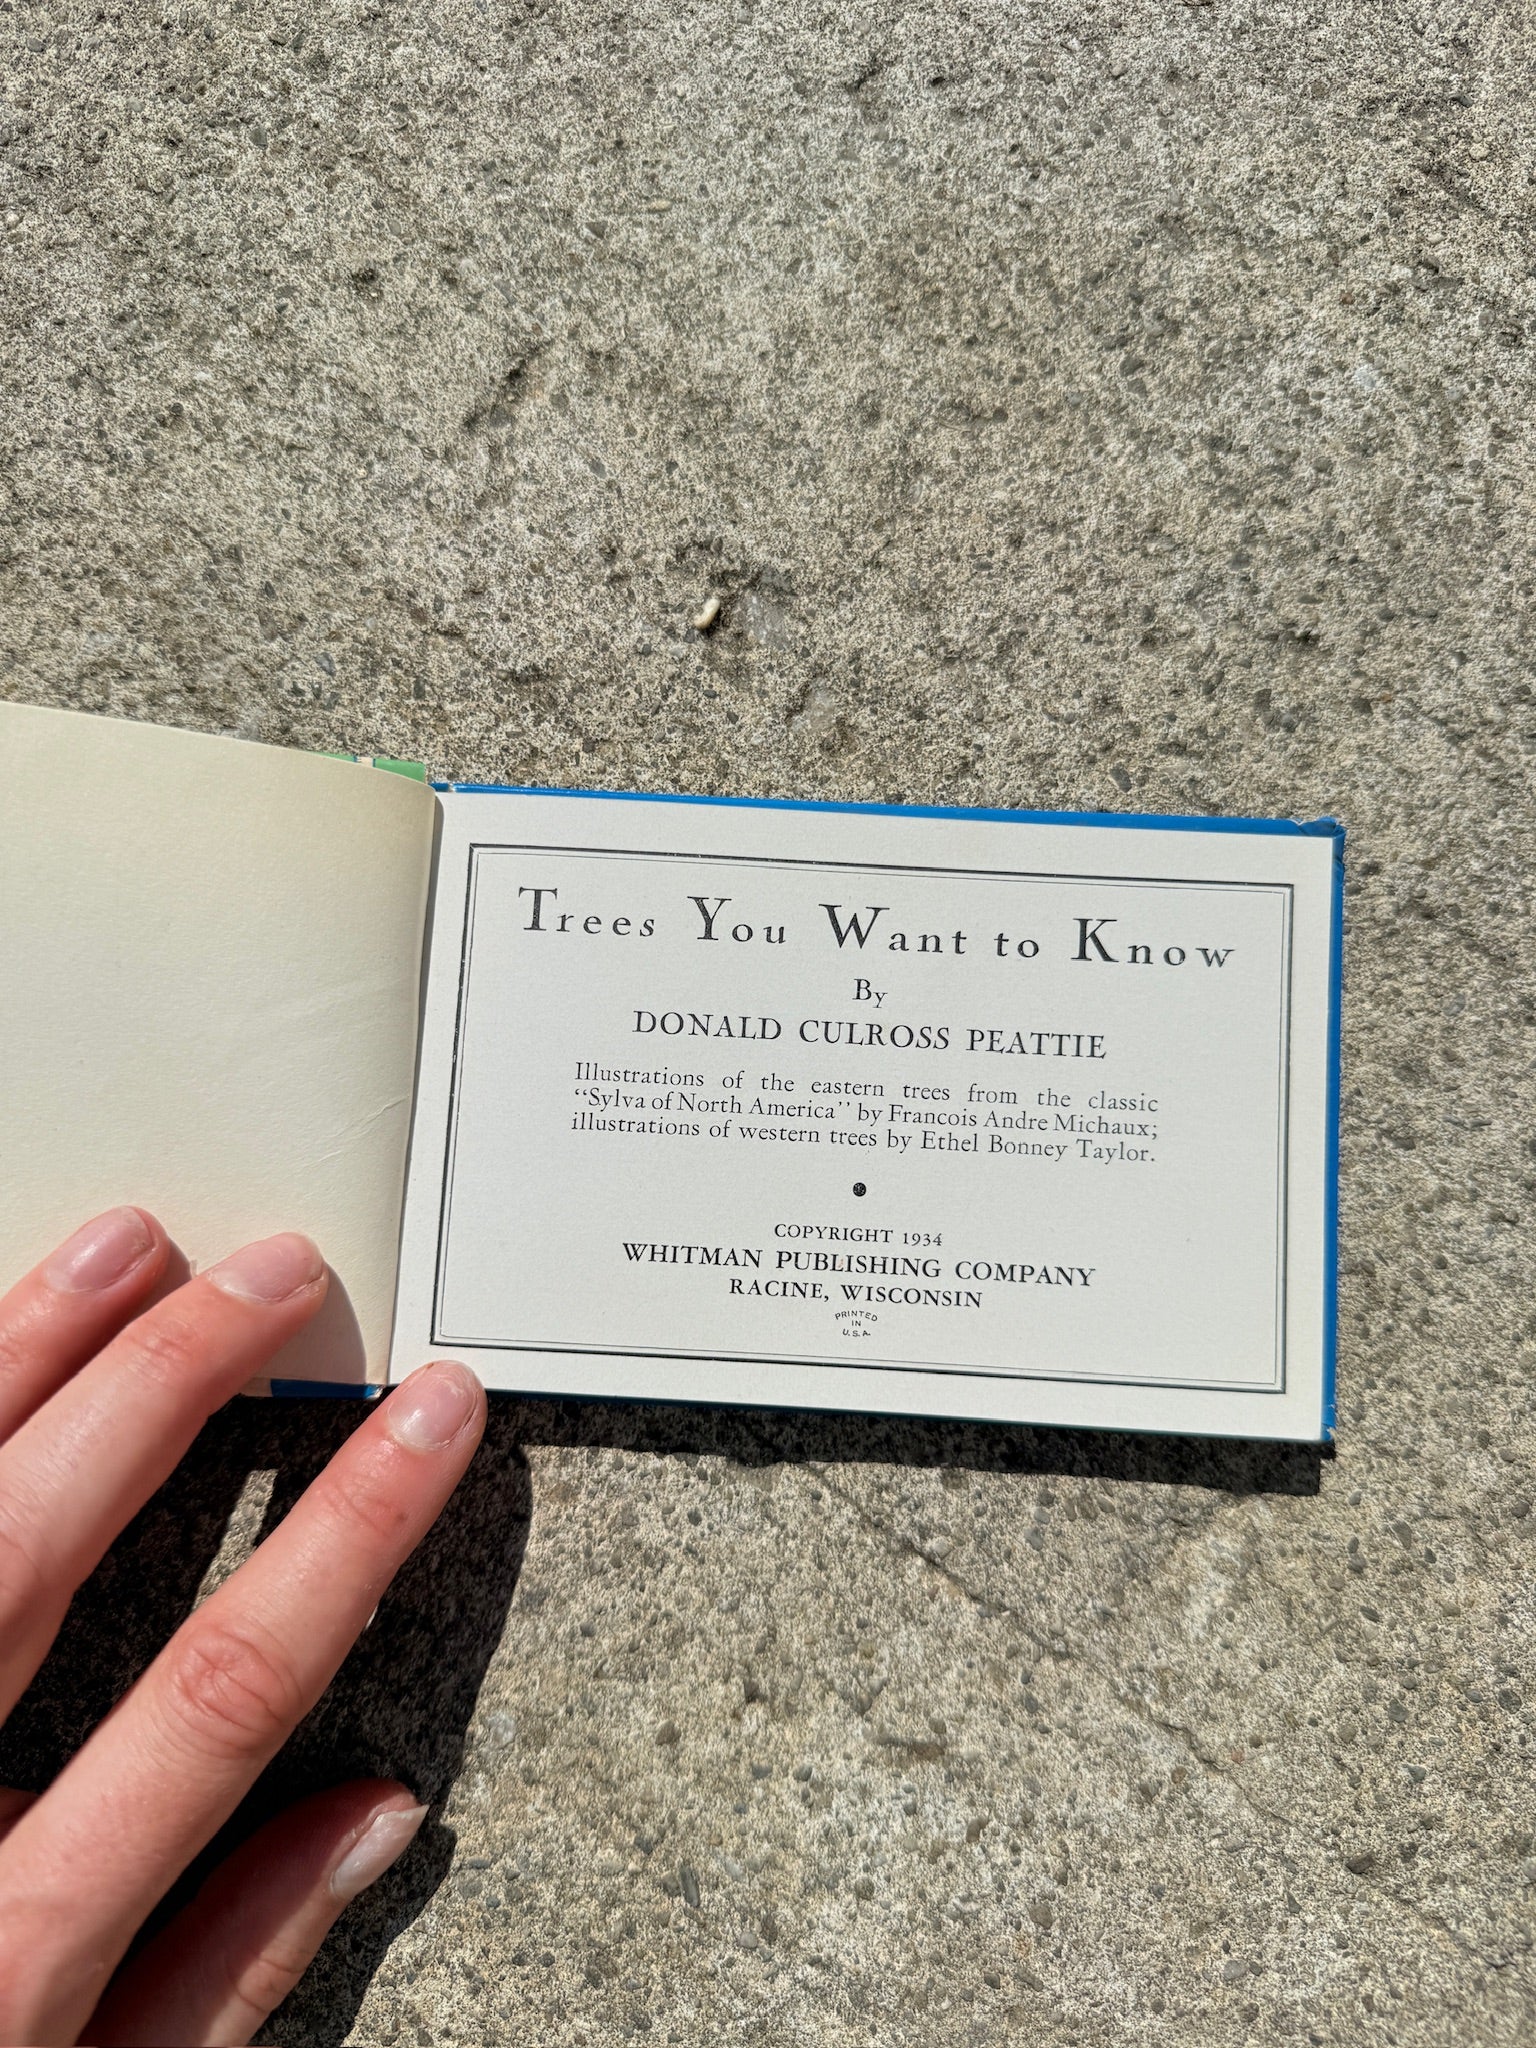 Trees You Want to Know
By
DONALD CULROSS PEATTIE
Illustrations of the eastern trees from the classic
“Sylva of North America” by Francois Andre Michaux;
illustrations of western trees by Ethel Bonney Taylor.
COPYRIGHT 1934
WHITMAN PUBLISHING COMPANY
RACINE, WISCONSIN
PRINTED
IN
U.S.A.